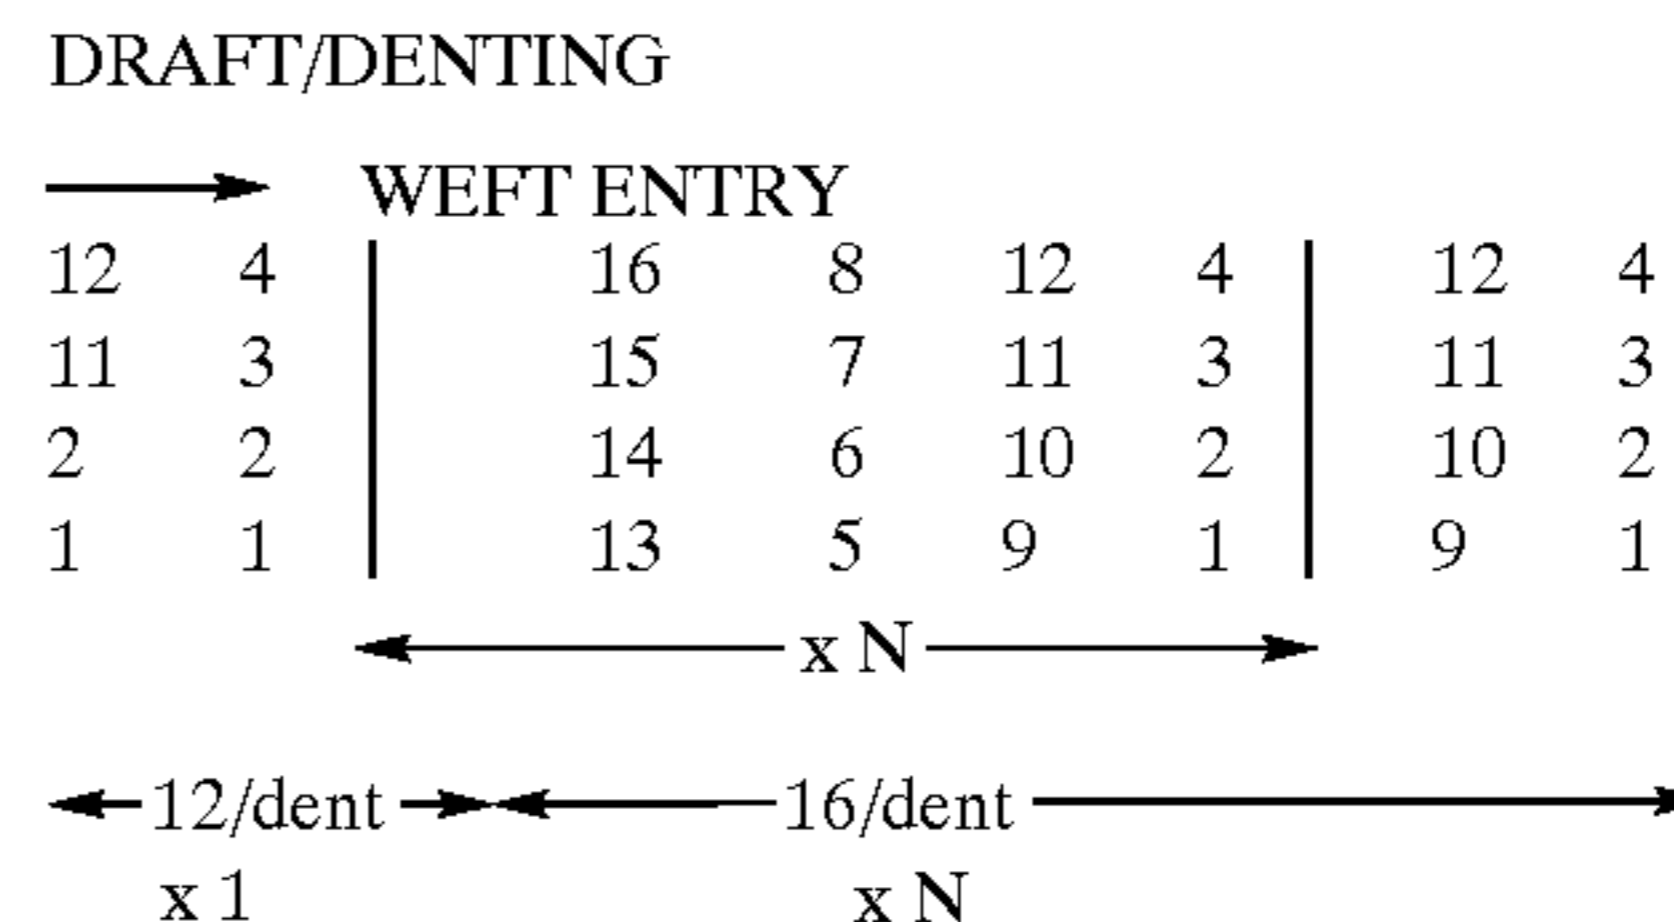 DRAFT/DENTING
WEFT ENTRY
12 4 16 8 12 4 12 4
11 3 15 7 11 3 11 3
2 2 14 6 10 2 10 2
1 1 13 5 9 1 9 1
x N
12/dent 16/dent
x 1 x N